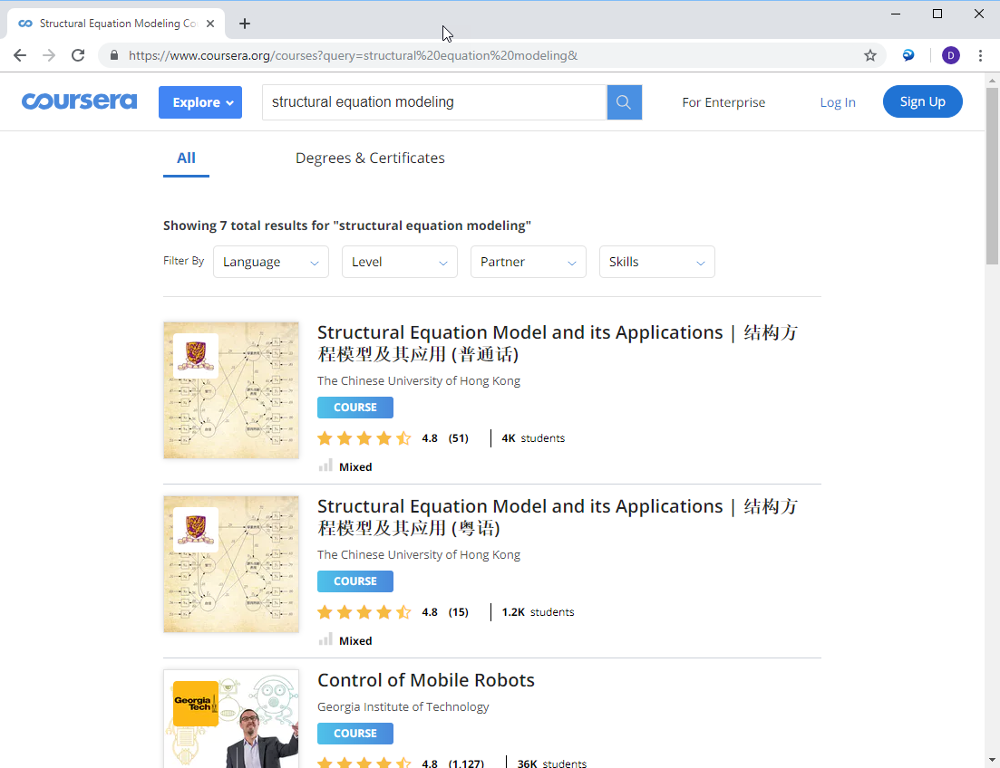 Structural Equation Modeling Co
https://www.coursera.org/courses?query=structural%20equation%20modeling&
D
coursera
Explore
structural equation modeling
For Enterprise
Log In
Sign Up
All
Degrees & Certificates
Showing 7 total results for "structural equation modeling"
Filter By
Language
Level
Partner
Skills
Structural Equation Model and its Applications | 结构方
程模型及其应用 (普通话)
The Chinese University of Hong Kong
COURSE
4.8 (51)
4K students
Mixed
Structural Equation Model and its Applications | 结构方
程模型及其应用 (粤语)
The Chinese University of Hong Kong
COURSE
4.8 (15)
1.2K students
Mixed
Georgia
Tech
Control of Mobile Robots
Georgia Institute of Technology
COURSE
4.8 (1,127)
36K students